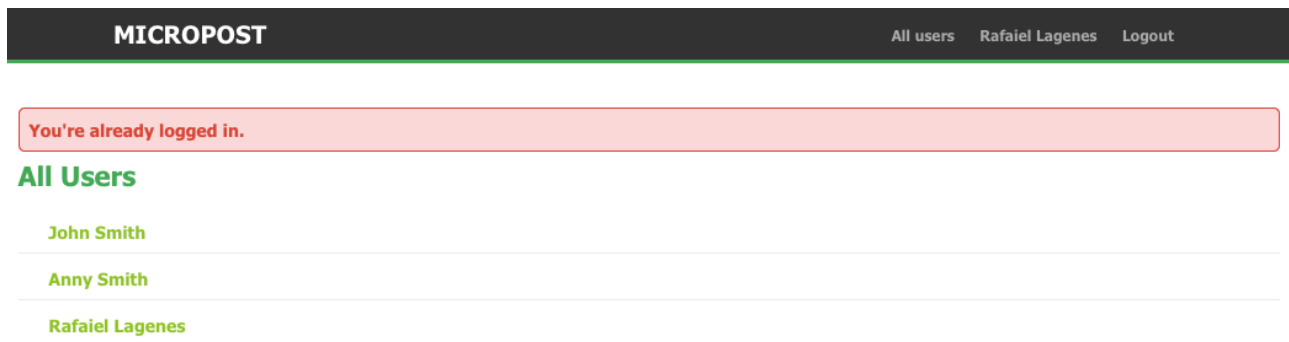 MICROPOST All users Rafaiel Lagenes Logout
You're already logged in.
All Users
John Smith
Anny Smith
Rafaiel Lagenes